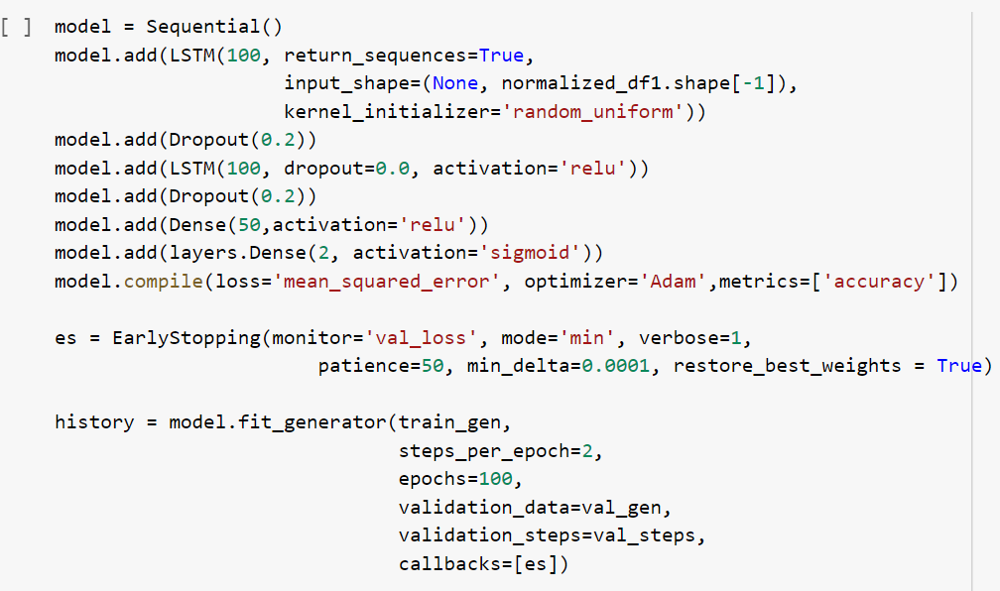 [ ] model = Sequential()
model.add(LSTM(100, return_sequences=True,
input_shape=(None, normalized_df1.shape[-1]),
kernel_initializer='random_uniform'))
model.add(Dropout(0.2))
model.add(LSTM(100, dropout=0.0, activation='relu'))
model.add(Dropout(0.2))
model.add(Dense(50,activation='relu'))
model.add(layers.Dense(2, activation='sigmoid'))
model.compile(loss='mean_squared_error', optimizer='Adam',metrics=['accuracy'])
es = EarlyStopping(monitor='val_loss', mode='min', verbose=1,
patience=50, min_delta=0.0001, restore_best_weights = True)
history = model.fit_generator(train_gen,
steps_per_epoch=2,
epochs=100,
validation_data=val_gen,
validation_steps=val_steps,
callbacks=[es])